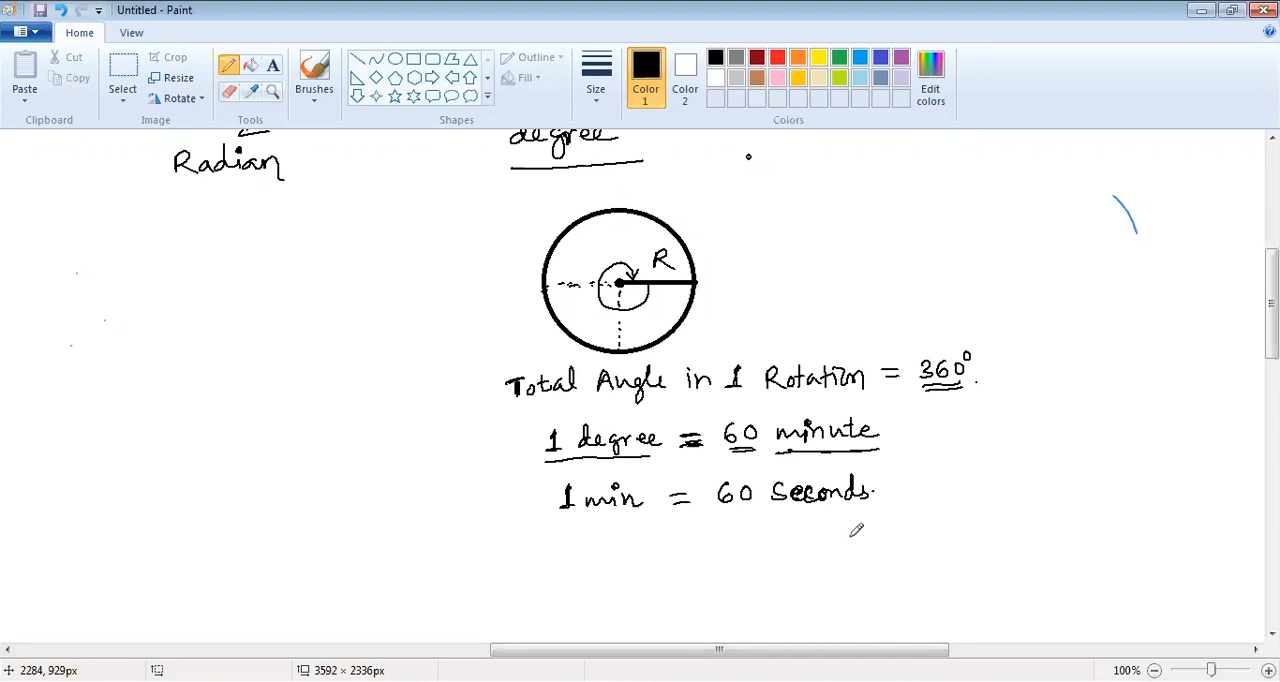 Untitled - Paint
Home View
Paste
Cut
Copy
Clipboard
Select
Crop
Resize
Rotate
Image
A
Tools
Brushes
Outline
Fill
Shapes
Size
Color 1
Color 2
Edit colors
Colors
Radian
degree
R
Total Angle in 1 Rotation = 360°.
1 degree = 60 minute
1 min = 60 Seconds.
2284, 929px
3592 × 2336px
100%